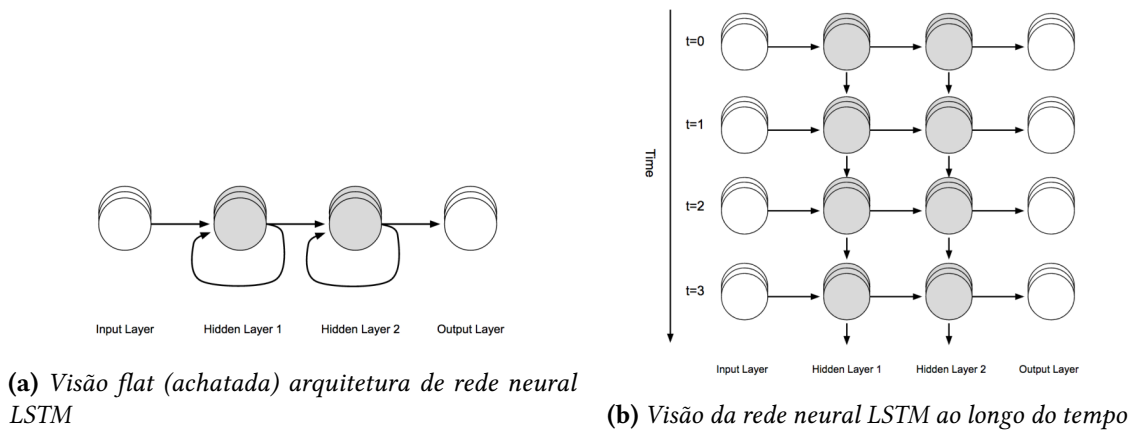 Input Layer Hidden Layer 1 Hidden Layer 2 Output Layer
(a) Visão flat (achatada) arquitetura de rede neural
LSTM
t=0
t=1
Time
t=2
t=3
Input Layer Hidden Layer 1 Hidden Layer 2 Output Layer
(b) Visão da rede neural LSTM ao longo do tempo